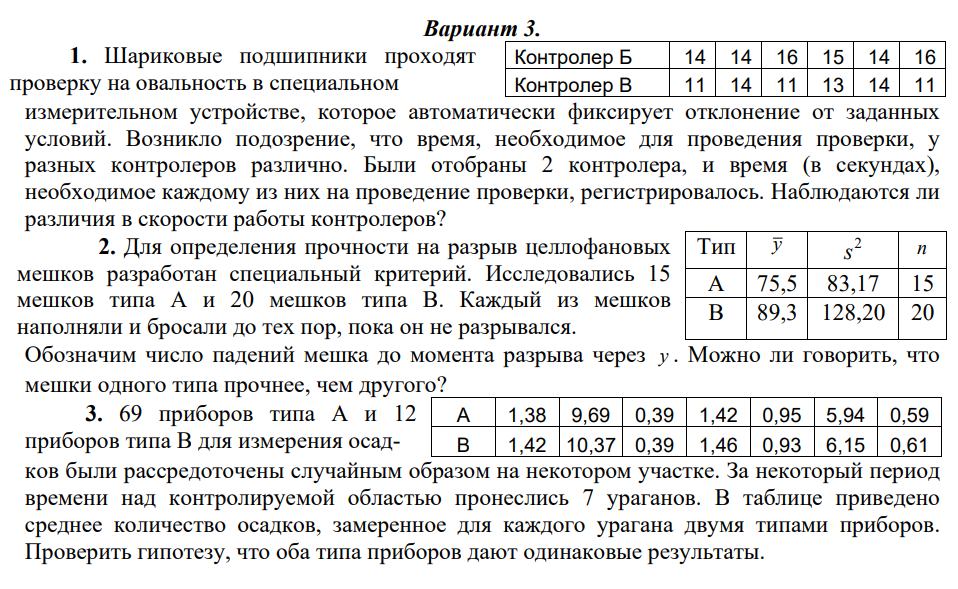 Вариант 3.
1. Шариковые подшипники проходят
проверку на овальность в специальном
Контролер Б 14 14 16 15 14 16
Контролер В 11 14 11 13 14 11
измерительном устройстве, которое автоматически фиксирует отклонение от заданных
условий. Возникло подозрение, что время, необходимое для проведения проверки, у
разных контролеров различно. Были отобраны 2 контролера, и время (в секундах),
необходимое каждому из них на проведение проверки, регистрировалось. Наблюдаются ли
различия в скорости работы контролеров?
2. Для определения прочности на разрыв целлофановых
мешков разработан специальный критерий. Исследовались 15
мешков типа А и 20 мешков типа В. Каждый из мешков
наполняли и бросали до тех пор, пока он не разрывался.
Тип ȳ s² n
А 75,5 83,17 15
В 89,3 128,20 20
Обозначим число падений мешка до момента разрыва через y . Можно ли говорить, что
мешки одного типа прочнее, чем другого?
3. 69 приборов типа А и 12
приборов типа В для измерения осад-
А 1,38 9,69 0,39 1,42 0,95 5,94 0,59
В 1,42 10,37 0,39 1,46 0,93 6,15 0,61
ков были рассредоточены случайным образом на некотором участке. За некоторый период
времени над контролируемой областью пронеслись 7 ураганов. В таблице приведено
среднее количество осадков, замеренное для каждого урагана двумя типами приборов.
Проверить гипотезу, что оба типа приборов дают одинаковые результаты.